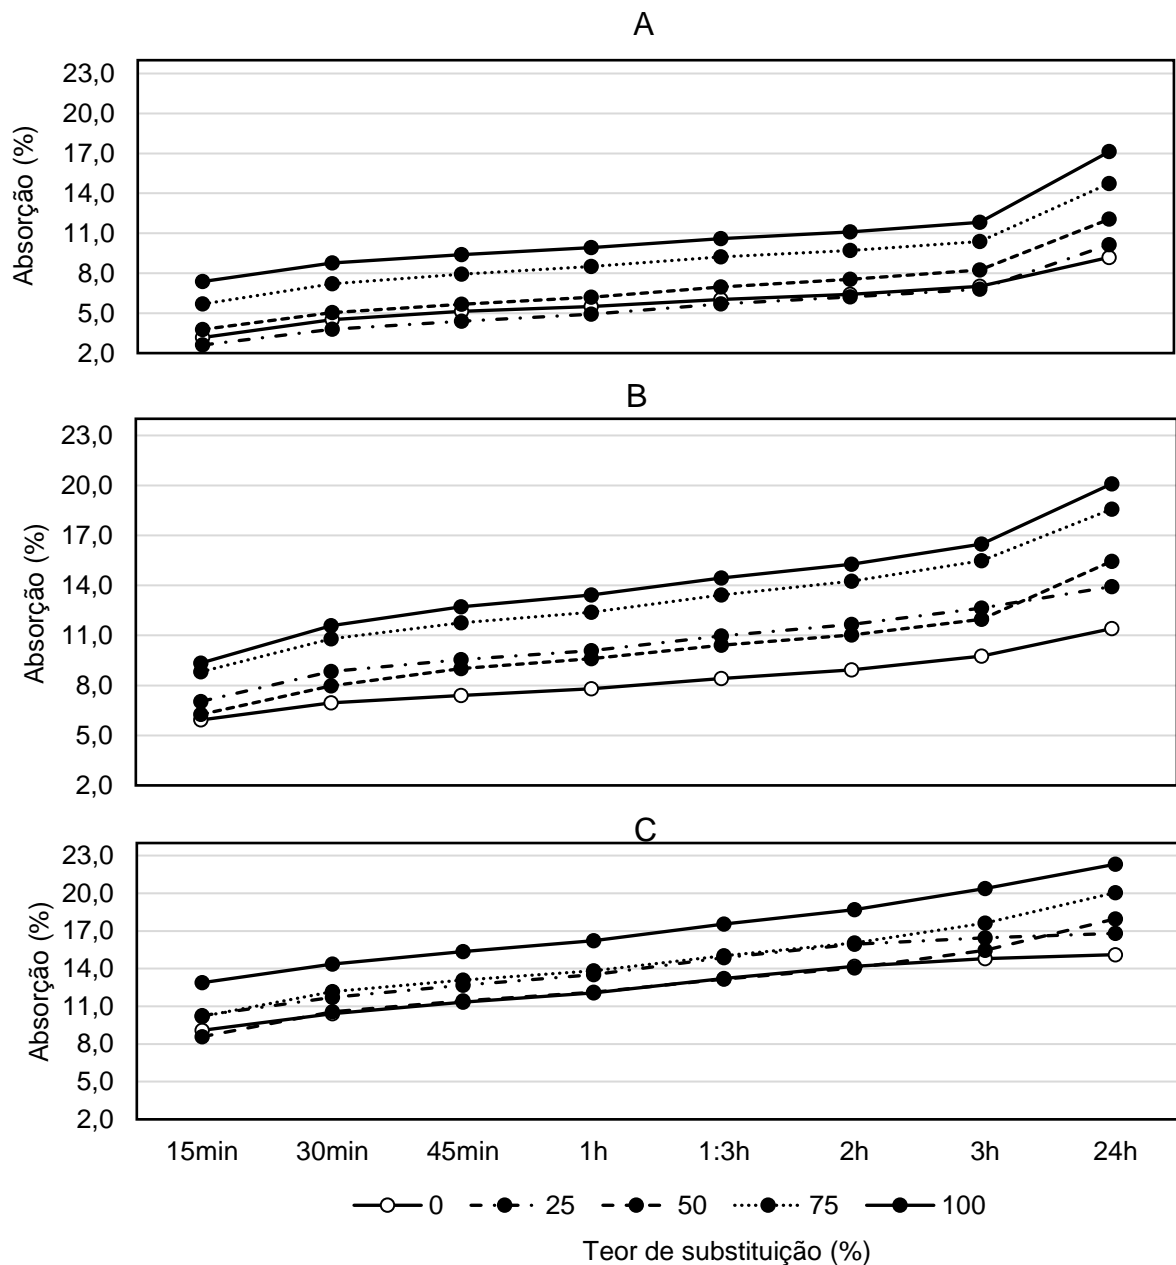 A
23,0
20,0
17,0
14,0
11,0
8,0
5,0
2,0
Absorção (%)
B
23,0
20,0
17,0
14,0
11,0
8,0
5,0
2,0
Absorção (%)
C
23,0
20,0
17,0
14,0
11,0
8,0
5,0
2,0
Absorção (%)
15min 30min 45min 1h 1:3h 2h 3h 24h
0 25 50 75 100
Teor de substituição (%)